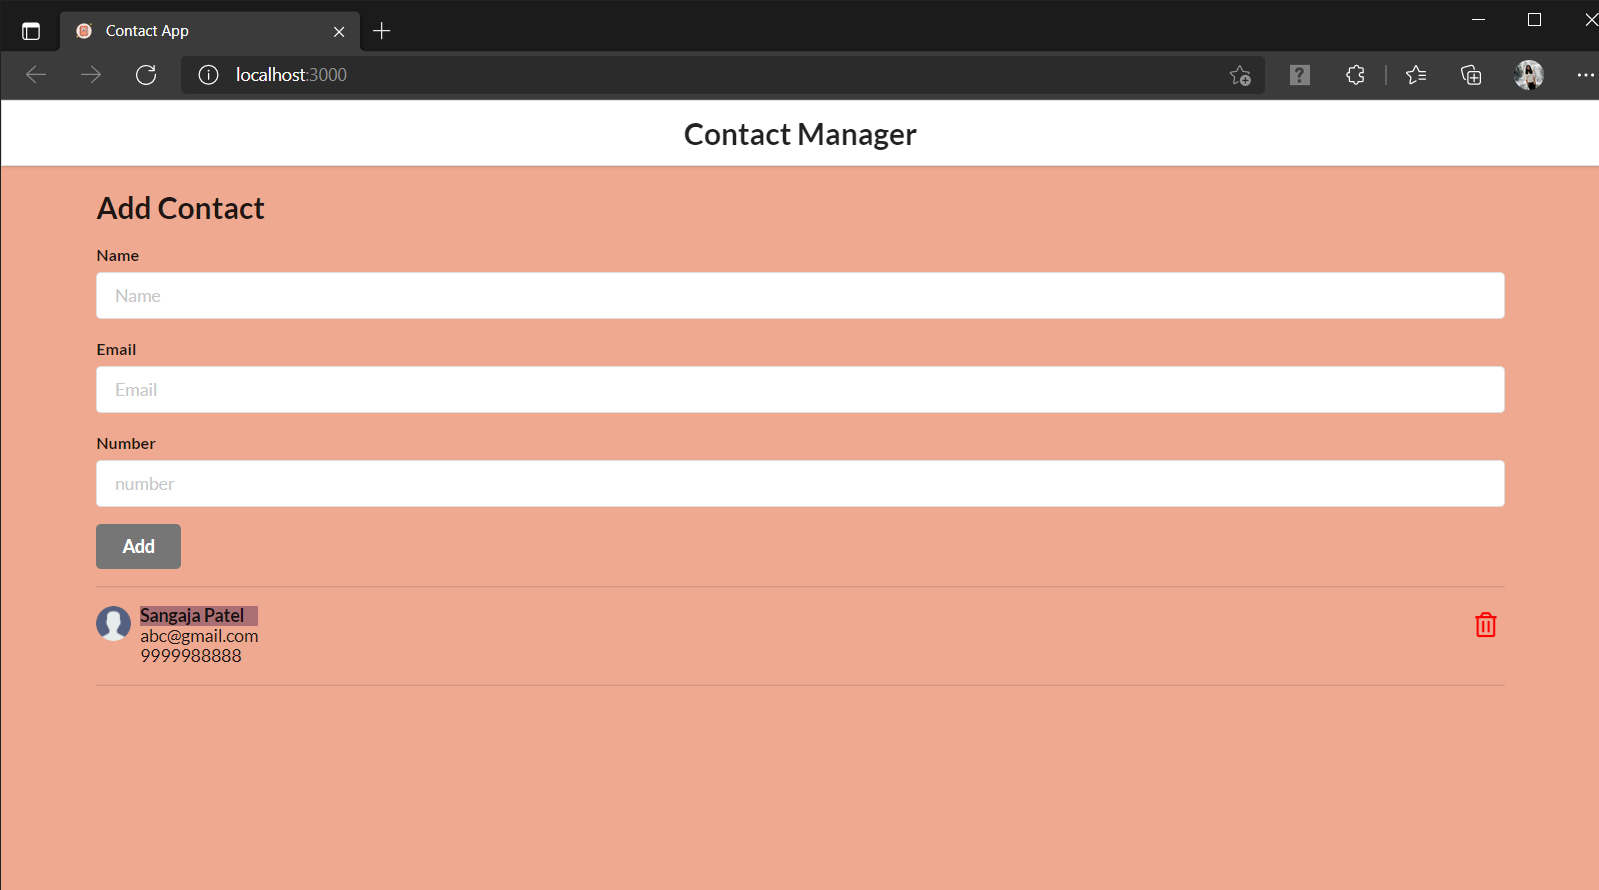 Contact App
localhost:3000
?
Contact Manager
Add Contact
Name
Name
Email
Email
Number
number
Add
Sangaja Patel
abc@gmail.com
9999988888